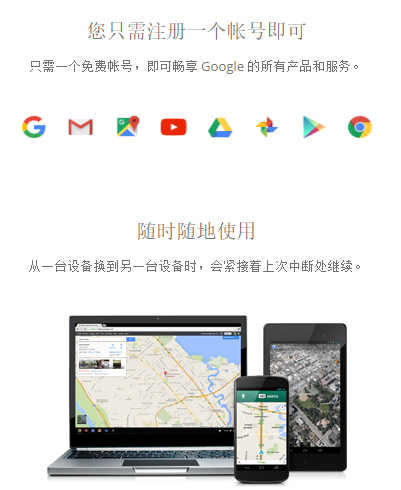 您只需注册一个帐号即可
只需一个免费帐号，即可畅享 Google 的所有产品和服务。
随时随地使用
从一台设备换到另一台设备时，会紧接着上次中断处继续。
NORTH